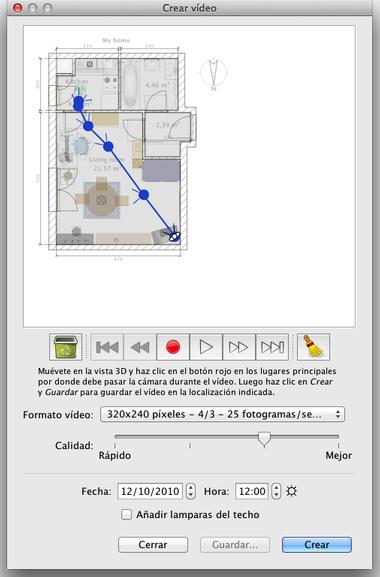 Crear vídeo
My home
Kitchen
4,46 m²
2,99 m²
Living room
21,57 m²
474
N
Muévete en la vista 3D y haz clic en el botón rojo en los lugares principales
por donde debe pasar la cámara durante el vídeo. Luego haz clic en Crear
y Guardar para guardar el vídeo en la localización indicada.
Formato vídeo: 320x240 píxeles - 4/3 - 25 fotogramas/se...
Calidad:
Rápido Mejor
Fecha: 12/10/2010 Hora: 12:00
Añadir lamparas del techo
Cerrar Guardar... Crear